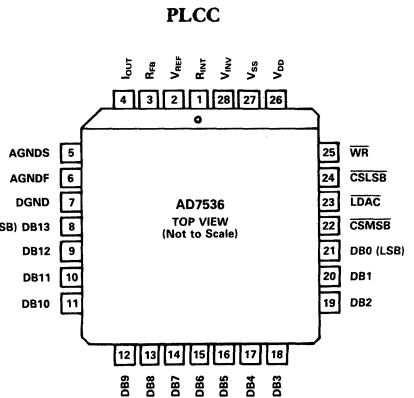 PLCC
IOUT RFB VREF RINT VINV VSS VDD
4 3 2 1 28 27 26
AGNDS 5
AGNDF 6
DGND 7
SB) DB13 8
DB12 9
DB11 10
DB10 11
AD7536
TOP VIEW
(Not to Scale)
25 WR
24 CSLSB
23 LDAC
22 CSMSB
21 DB0 (LSB)
20 DB1
19 DB2
12 13 14 15 16 17 18
DB9 DB8 DB7 DB6 DB5 DB4 DB3